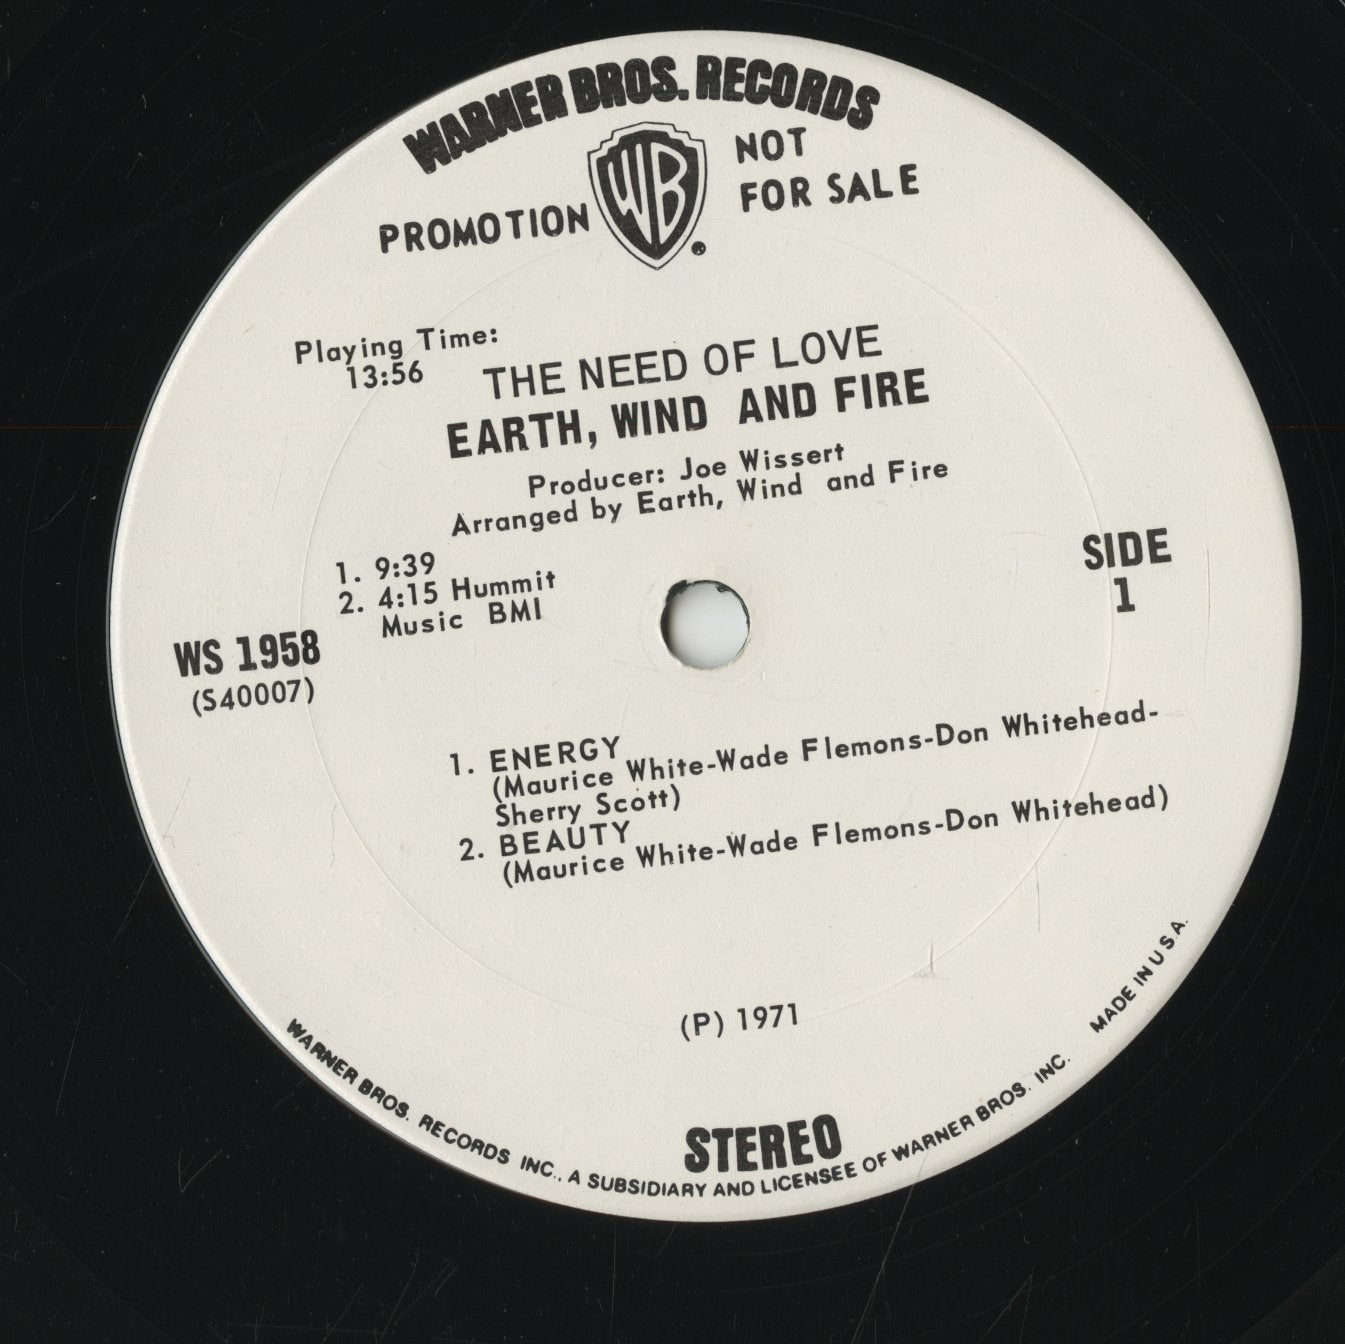 WARNER BROS. RECORDS
WB
NOT
PROMOTION FOR SALE
Playing Time:
13:56
THE NEED OF LOVE
EARTH, WIND AND FIRE
Producer: Joe Wissert
Arranged by Earth, Wind and Fire
1. 9:39
2. 4:15 Hummit
Music BMI
SIDE
1
WS 1958
(S40007)
1. ENERGY
(Maurice White-Wade Flemons-Don Whitehead-
Sherry Scott)
2. BEAUTY
(Maurice White-Wade Flemons-Don Whitehead)
(P) 1971
STEREO
WARNER BROS. RECORDS INC., A SUBSIDIARY AND LICENSEE OF WARNER BROS. INC. MADE IN U.S.A.